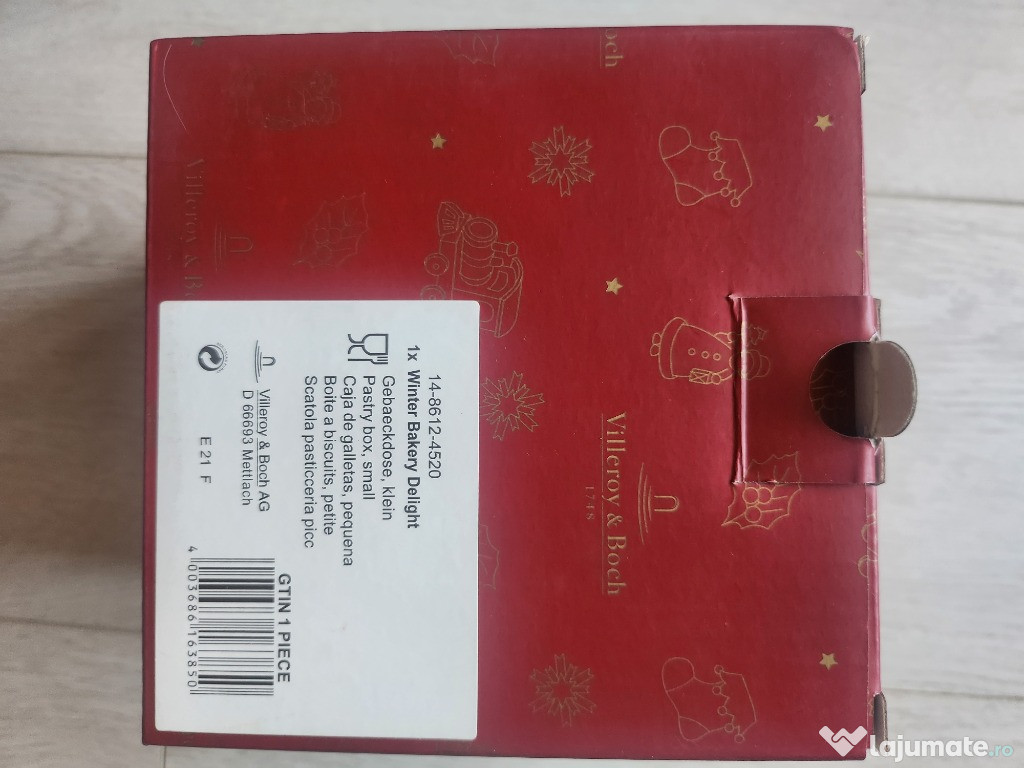 14-8612-4520
1x Winter Bakery Delight
Gebaeckdose, klein
Pastry box, small
Caja de galletas, pequena
Boite a biscuits, petite
Scatola pasticceria picc
Villeroy & Boch AG
D 66693 Mettlach
E 21 F
GTIN 1 PIECE
4 003686 163850
Villeroy & Boch
1748
Villeroy & Bo
och
lajumate.ro